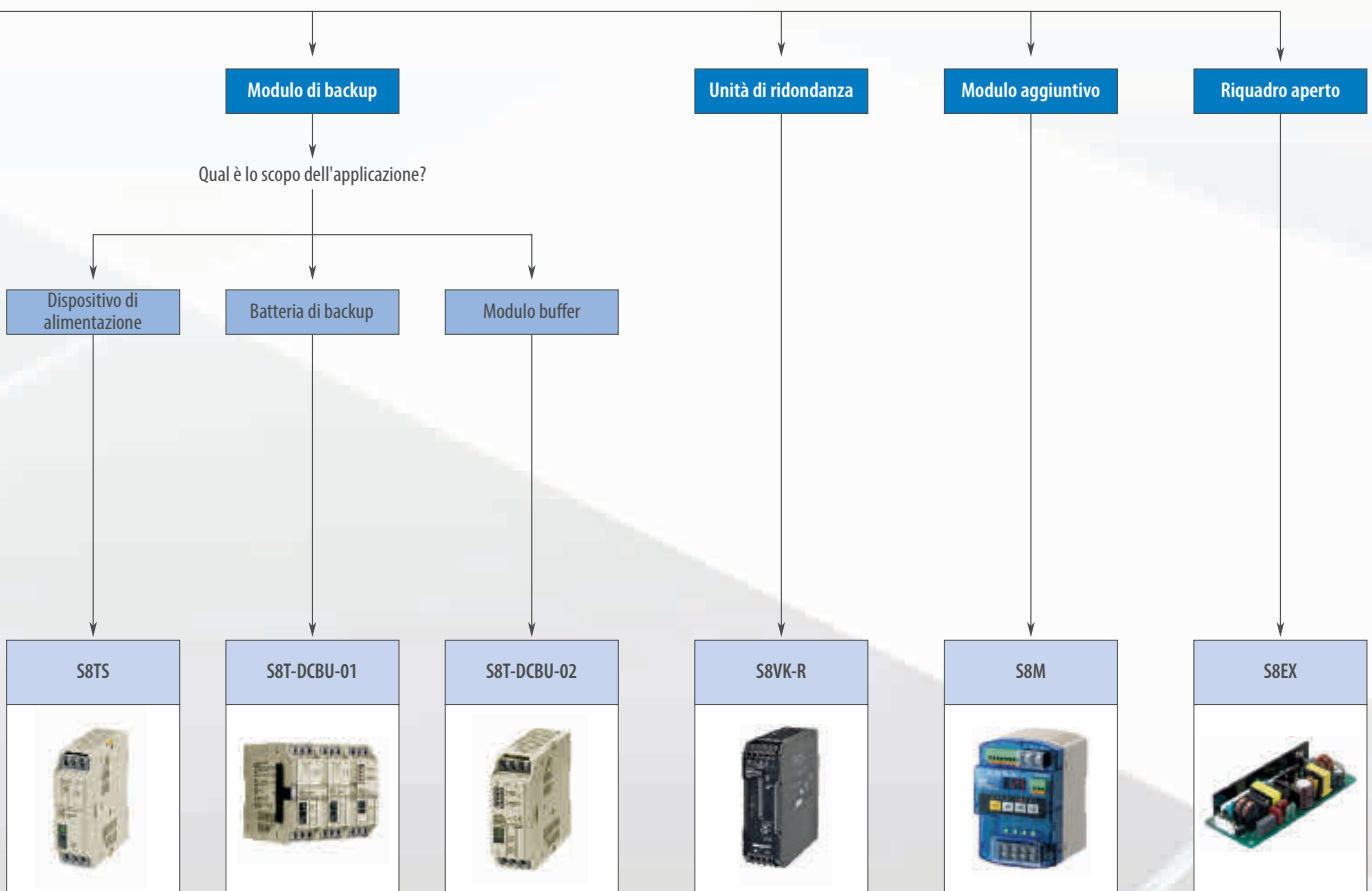 Modulo di backup
Unità di ridondanza
Modulo aggiuntivo
Riquadro aperto
Qual è lo scopo dell'applicazione?
Dispositivo di
alimentazione
Batteria di backup
Modulo buffer
S8TS
S8T-DCBU-01
S8T-DCBU-02
S8VK-R
S8M
S8EX